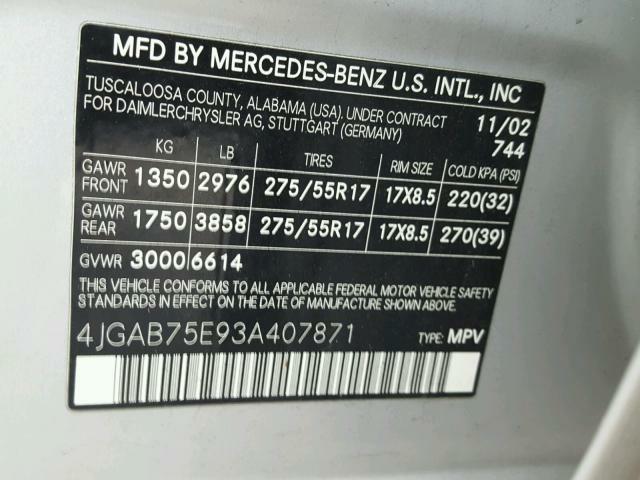 MFD BY MERCEDES-BENZ U.S. INTL., INC
TUSCALOOSA COUNTY, ALABAMA (USA). UNDER CONTRACT 11/02
FOR DAIMLERCHRYSLER AG, STUTTGART (GERMANY) 744
KG LB TIRES RIM SIZE COLD KPA (PSI)
GAWR FRONT 1350 2976 275/55R17 17X8.5 220(32)
GAWR REAR 1750 3858 275/55R17 17X8.5 270(39)
GVWR 3000 6614
THIS VEHICLE CONFORMS TO ALL APPLICABLE FEDERAL MOTOR VEHICLE SAFETY
STANDARDS IN EFFECT ON THE DATE OF MANUFACTURE SHOWN ABOVE.
4JGAB75E93A407871 TYPE: MPV